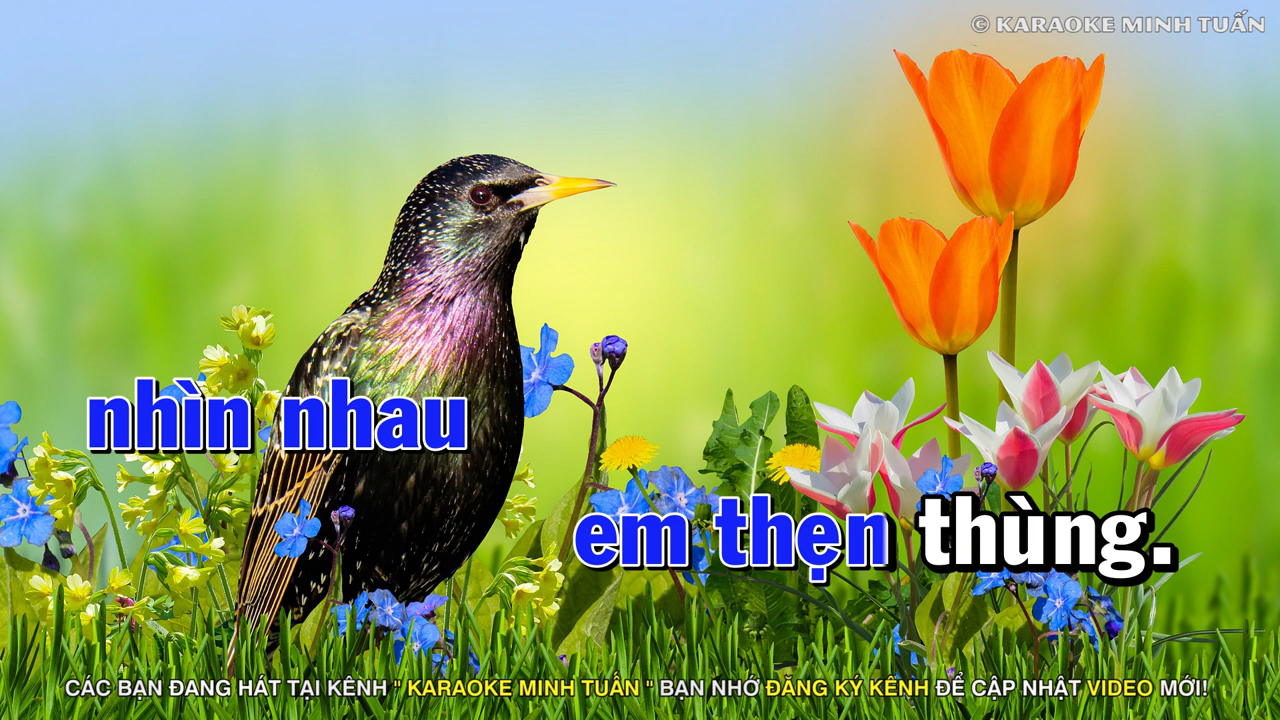 © KARAOKE MINH TUẤN
nhìn nhau
em thẹn thùng.
CÁC BẠN ĐANG HÁT TẠI KÊNH " KARAOKE MINH TUẤN " BẠN NHỚ ĐĂNG KÝ KÊNH ĐỂ CẬP NHẬT VIDEO MỚI!